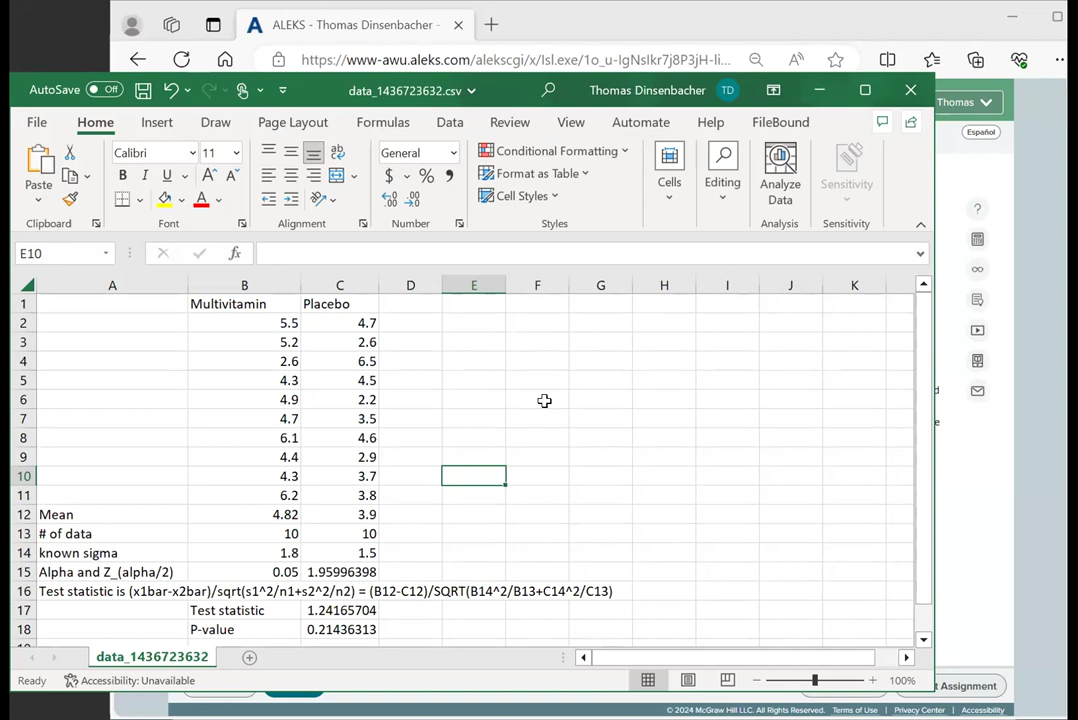 ALEKS - Thomas Dinsenbacher -
https://www-awu.aleks.com/alekscgi/x/lsl.exe/1o_u-IgNsIkr7j8P3jH-li...
AutoSave Off data_1436723632.csv Thomas Dinsenbacher TD
Thomas
Español
File Home Insert Draw Page Layout Formulas Data Review View Automate Help FileBound
Paste Calibri 11 General Conditional Formatting Cells Editing Analyze Data Sensitivity
B I U A A ab $ % Format as Table
A Cell Styles
Clipboard Font Alignment Number Styles Analysis Sensitivity
E10 fx
A B C D E F G H I J K
1 Multivitamin Placebo
2 5.5 4.7
3 5.2 2.6
4 2.6 6.5
5 4.3 4.5
6 4.9 2.2
7 4.7 3.5
8 6.1 4.6
9 4.4 2.9
10 4.3 3.7
11 6.2 3.8
12 Mean 4.82 3.9
13 # of data 10 10
14 known sigma 1.8 1.5
15 Alpha and Z_(alpha/2) 0.05 1.95996398
16 Test statistic is (x1bar-x2bar)/sqrt(s1^2/n1+s2^2/n2) = (B12-C12)/SQRT(B14^2/B13+C14^2/C13)
17 Test statistic 1.24165704
18 P-value 0.21436313
data_1436723632
Ready Accessibility: Unavailable 100%
t Assignment
© 2024 McGraw Hill LLC. All Rights Reserved. Terms of Use | Privacy Center | Accessibility